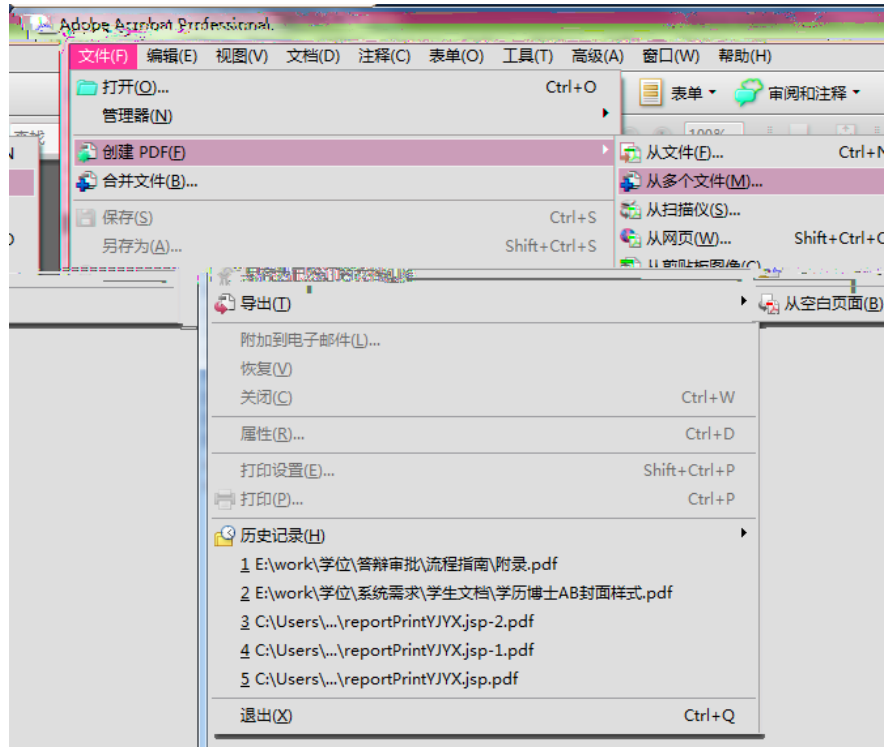 Adobe Acrobat Professional
文件(F) 编辑(E) 视图(V) 文档(D) 注释(C) 表单(O) 工具(T) 高级(A) 窗口(W) 帮助(H)
打开(O)... Ctrl+O
表单 审阅和注释
管理器(N)
100%
创建 PDF(F)
从文件(F)... Ctrl+N
合并文件(B)...
从多个文件(M)...
保存(S) Ctrl+S
从扫描仪(S)...
另存为(A)... Shift+Ctrl+S
从网页(W)... Shift+Ctrl+
从剪贴板图像(C)
导出(T)
从空白页面(B)
附加到电子邮件(L)...
恢复(V)
关闭(C) Ctrl+W
属性(R)... Ctrl+D
打印设置(E)... Shift+Ctrl+P
打印(P)... Ctrl+P
历史记录(H)
1 E:\work\学位\答辩审批\流程指南\附录.pdf
2 E:\work\学位\系统需求\学生文档\学历博士AB封面样式.pdf
3 C:\Users\...\reportPrintYJYX.jsp-2.pdf
4 C:\Users\...\reportPrintYJYX.jsp-1.pdf
5 C:\Users\...\reportPrintYJYX.jsp.pdf
退出(X) Ctrl+Q